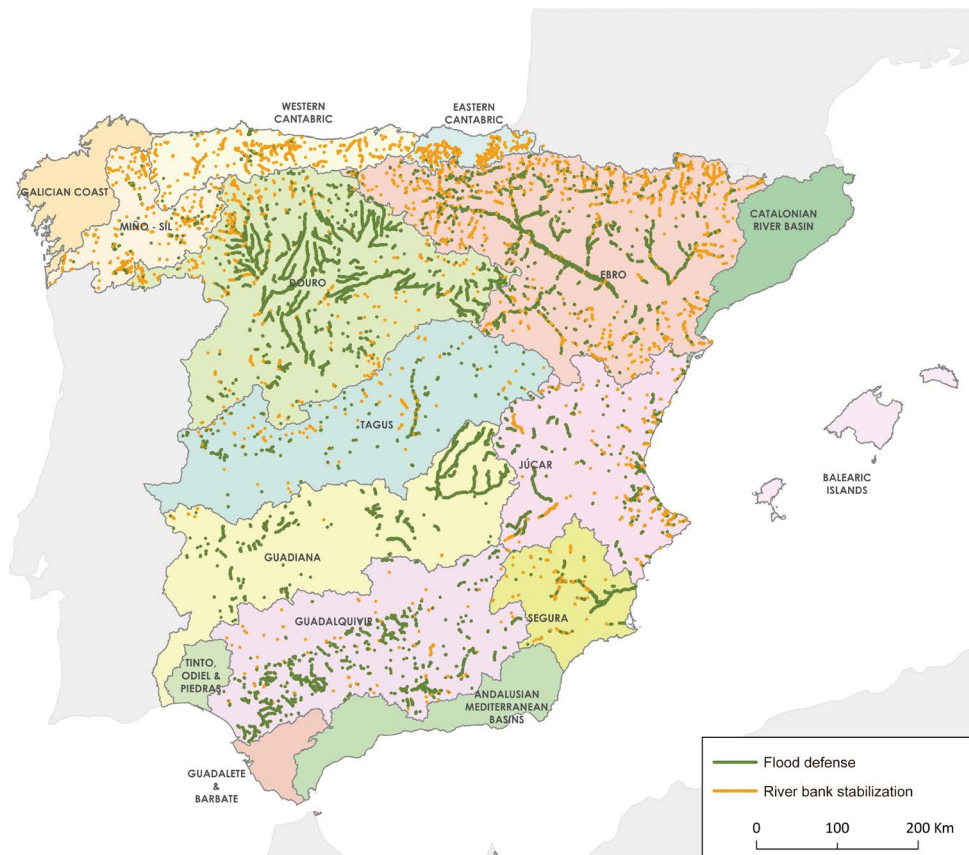 WESTERN
CANTABRIC
EASTERN
CANTABRIC
GALICIAN COAST
MIÑO - SIL
CATALONIAN
RIVER BASIN
DOURO
EBRO
TAGUS
JÚCAR
BALEARIC
ISLANDS
GUADIANA
GUADALQUIVIR
SEGURA
TINTO,
ODIEL &
PIEDRAS
ANDALUSIAN
MEDITERRANEAN
BASINS
GUADALETE
&
BARBATE
Flood defense
River bank stabilization
0 100 200 Km